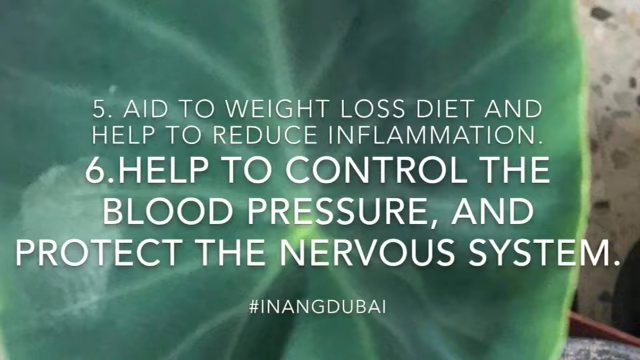 5. AID TO WEIGHT LOSS DIET AND
HELP TO REDUCE INFLAMMATION.
6.HELP TO CONTROL THE
BLOOD PRESSURE, AND
PROTECT THE NERVOUS SYSTEM.
#INANGDUBAI